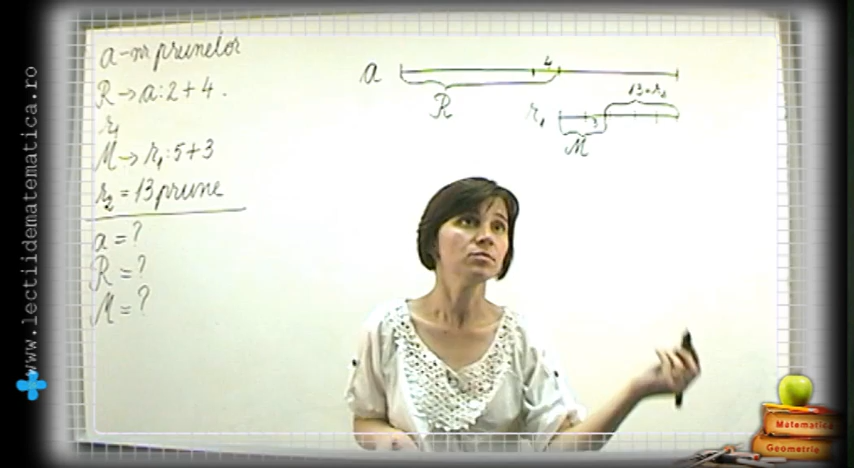 a - nr prunelor
R → a:2+4.
r₁
M → r₁:5+3
r₂ = 13 prune
a = ?
R = ?
M = ?
a
4
R
13=r₂
r₁
3
M
www.lectiidematematica.ro
Matematica
Geometrie